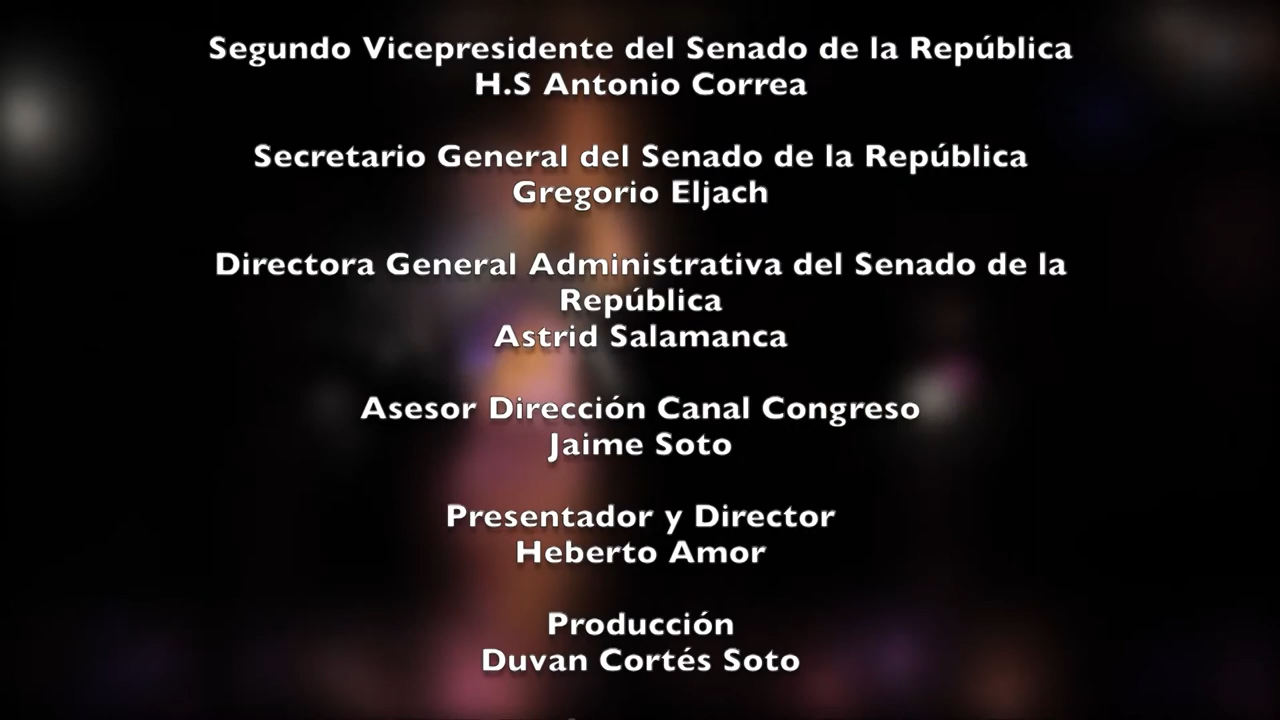 Segundo Vicepresidente del Senado de la República
H.S Antonio Correa
Secretario General del Senado de la República
Gregorio Eljach
Directora General Administrativa del Senado de la
República
Astrid Salamanca
Asesor Dirección Canal Congreso
Jaime Soto
Presentador y Director
Heberto Amor
Producción
Duvan Cortés Soto